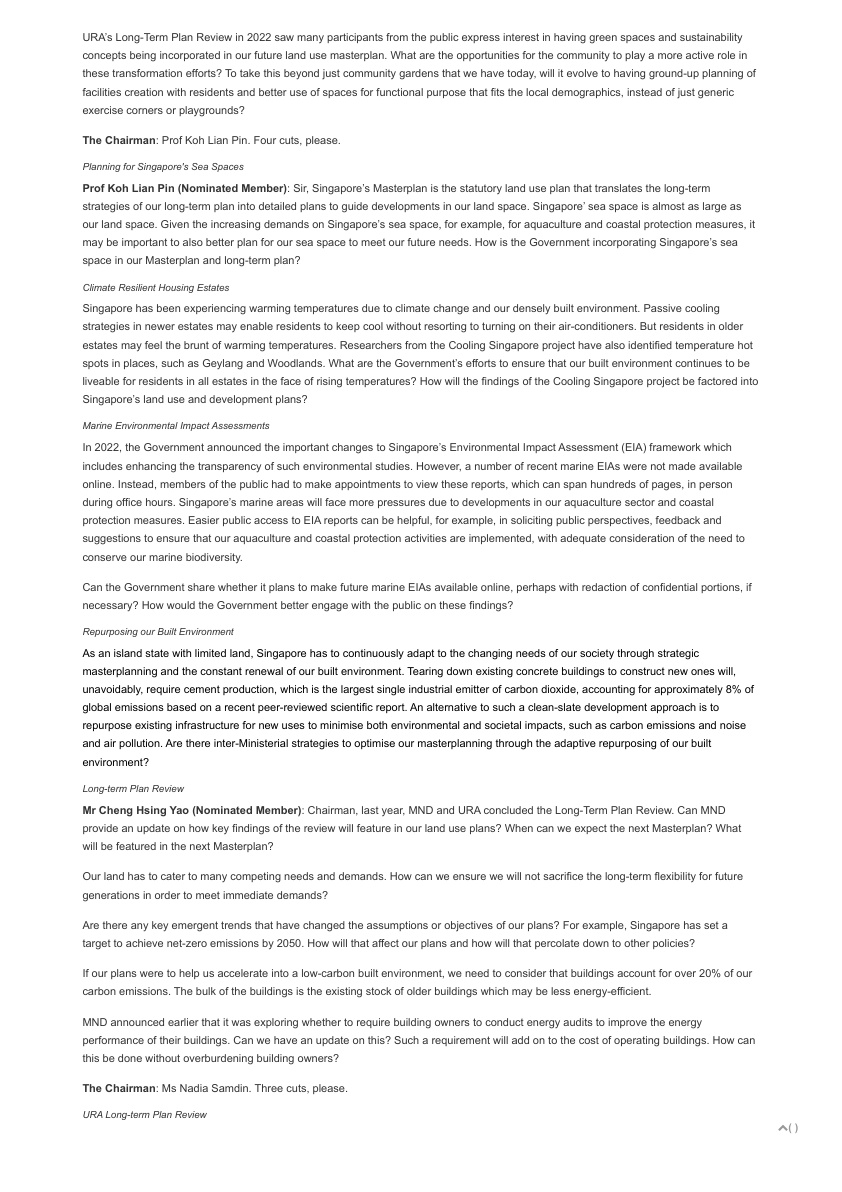 URA's Long-Term Plan Review in 2022 saw many participants from the public express interest in having green spaces and sustainability
concepts being incorporated in our future land use masterplan. What are the opportunities for the community to play a more active role in
these transformation efforts? To take this beyond just community gardens that we have today, will it evolve to having ground-up planning of
facilities creation with residents and better use of spaces for functional purpose that fits the local demographics, instead of just generic
exercise corners or playgrounds?
The Chairman: Prof Koh Lian Pin. Four cuts, please.
Planning for Singapore's Sea Spaces
Prof Koh Lian Pin (Nominated Member): Sir, Singapore's Masterplan is the statutory land use plan that translates the long-term
strategies of our long-term plan into detailed plans to guide developments in our land space. Singapore' sea space is almost as large as
our land space. Given the increasing demands on Singapore's sea space, for example, for aquaculture and coastal protection measures, it
may be important to also better plan for our sea space to meet our future needs. How is the Government incorporating Singapore's sea
space in our Masterplan and long-term plan?
Climate Resilient Housing Estates
Singapore has been experiencing warming temperatures due to climate change and our densely built environment. Passive cooling
strategies in newer estates may enable residents to keep cool without resorting to turning on their air-conditioners. But residents in older
estates may feel the brunt of warming temperatures. Researchers from the Cooling Singapore project have also identified temperature hot
spots in places, such as Geylang and Woodlands. What are the Government's efforts to ensure that our built environment continues to be
liveable for residents in all estates in the face of rising temperatures? How will the findings of the Cooling Singapore project be factored into
Singapore's land use and development plans?
Marine Environmental Impact Assessments
In 2022, the Government announced the important changes to Singapore's Environmental Impact Assessment (EIA) framework which
includes enhancing the transparency of such environmental studies. However, a number of recent marine EIAs were not made available
online. Instead, members of the public had to make appointments to view these reports, which can span hundreds of pages, in person
during office hours. Singapore's marine areas will face more pressures due to developments in our aquaculture sector and coastal
protection measures. Easier public access to EIA reports can be helpful, for example, in soliciting public perspectives, feedback and
suggestions to ensure that our aquaculture and coastal protection activities are implemented, with adequate consideration of the need to
conserve our marine biodiversity.
Can the Government share whether it plans to make future marine EIAs available online, perhaps with redaction of confidential portions, if
necessary? How would the Government better engage with the public on these findings?
Repurposing our Built Environment
As an island state with limited land, Singapore has to continuously adapt to the changing needs of our society through strategic
masterplanning and the constant renewal of our built environment. Tearing down existing concrete buildings to construct new ones will,
unavoidably, require cement production, which is the largest single industrial emitter of carbon dioxide, accounting for approximately 8% of
global emissions based on a recent peer-reviewed scientific report. An alternative to such a clean-slate development approach is to
repurpose existing infrastructure for new uses to minimise both environmental and societal impacts, such as carbon emissions and noise
and air pollution. Are there inter-Ministerial strategies to optimise our masterplanning through the adaptive repurposing of our built
environment?
Long-term Plan Review
Mr Cheng Hsing Yao (Nominated Member): Chairman, last year, MND and URA concluded the Long-Term Plan Review. Can MND
provide an update on how key findings of the review will feature in our land use plans? When can we expect the next Masterplan? What
will be featured in the next Masterplan?
Our land has to cater to many competing needs and demands. How can we ensure we will not sacrifice the long-term flexibility for future
generations in order to meet immediate demands?
Are there any key emergent trends that have changed the assumptions or objectives of our plans? For example, Singapore has set a
target to achieve net-zero emissions by 2050. How will that affect our plans and how will that percolate down to other policies?
If our plans were to help us accelerate into a low-carbon built environment, we need to consider that buildings account for over 20% of our
carbon emissions. The bulk of the buildings is the existing stock of older buildings which may be less energy-efficient.
MND announced earlier that it was exploring whether to require building owners to conduct energy audits to improve the energy
performance of their buildings. Can we have an update on this? Such a requirement will add on to the cost of operating buildings. How can
this be done without overburdening building owners?
The Chairman: Ms Nadia Samdin. Three cuts, please.
URA Long-term Plan Review
( )